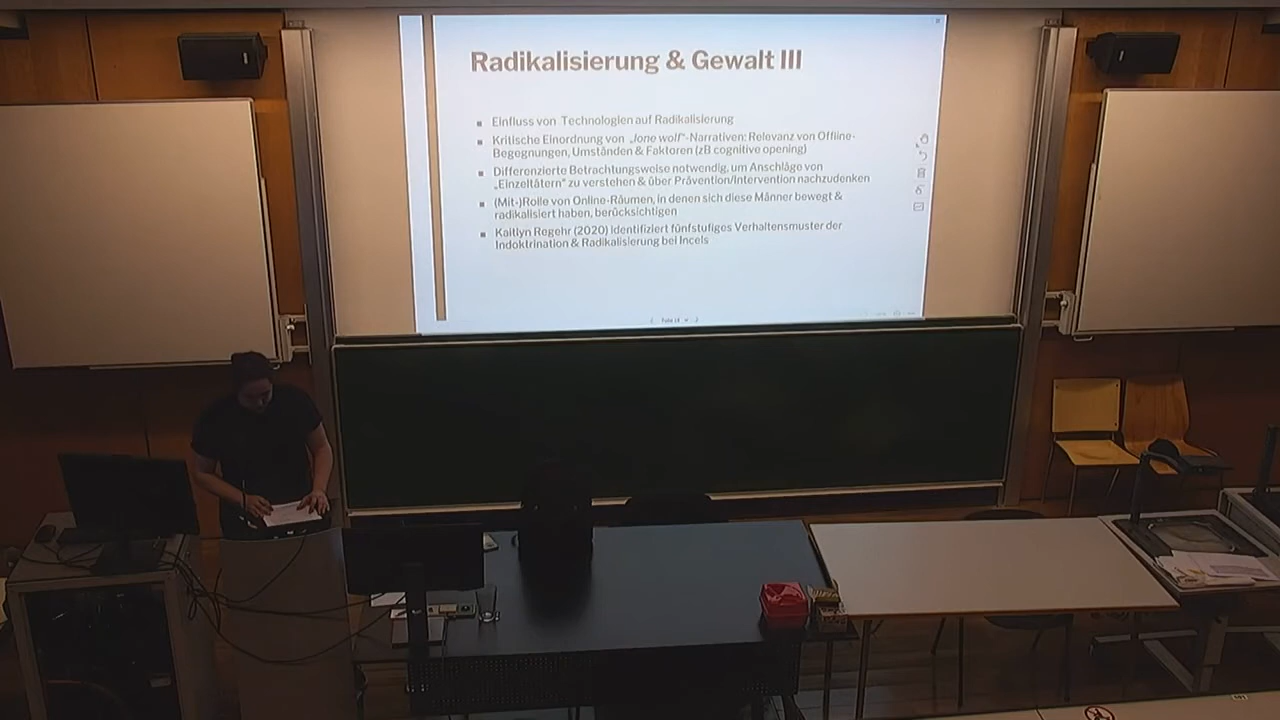 Radikalisierung & Gewalt III
Einfluss von Technologien auf Radikalisierung
Kritische Einordnung von „lone wolf“-Narrativen: Relevanz von Offline-
Begegnungen, Umständen & Faktoren (zB cognitive opening)
Differenzierte Betrachtungsweise notwendig, um Anschläge von
„Einzeltätern“ zu verstehen & über Prävention/Intervention nachzudenken
(Mit-)Rolle von Online-Räumen, in denen sich diese Männer bewegt &
radikalisiert haben, berücksichtigen
Kaitlyn Regehr (2020) identifiziert fünfstufiges Verhaltensmuster der
Indoktrination & Radikalisierung bei Incels